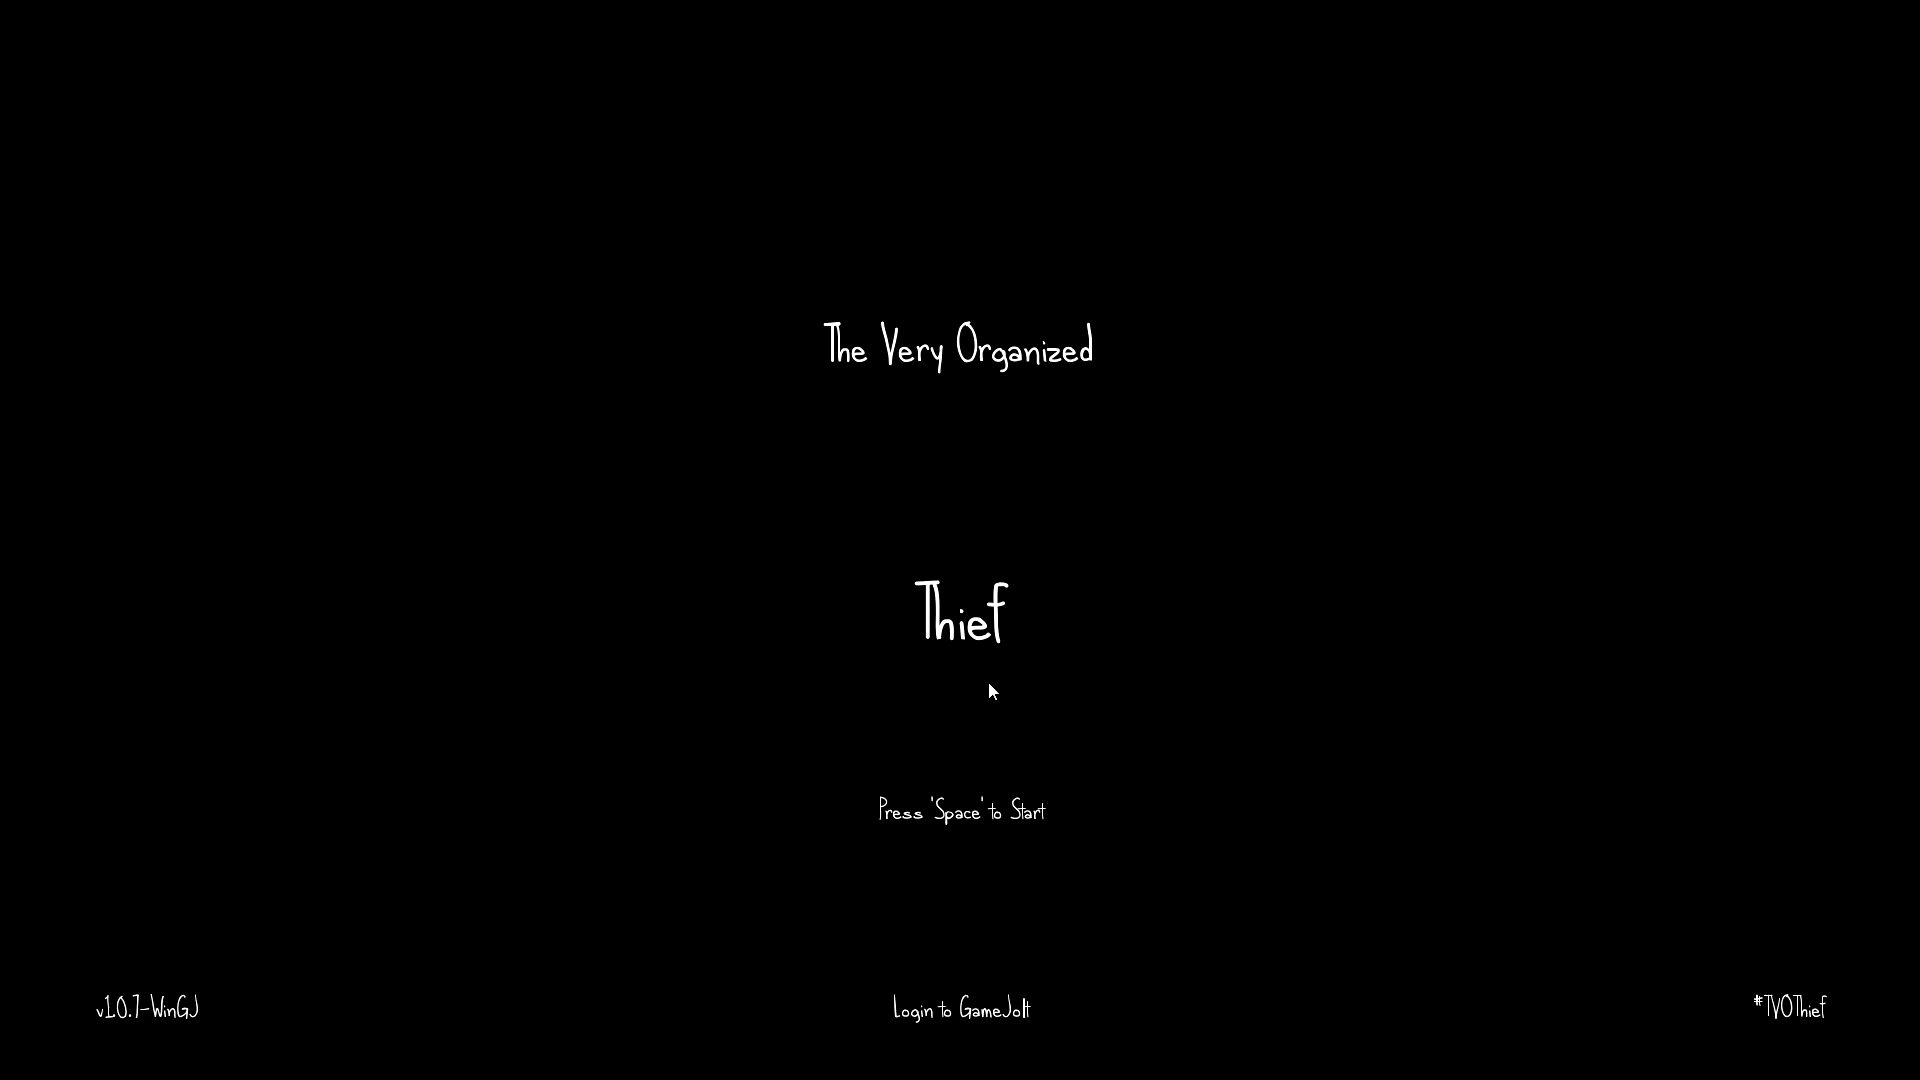 The Very Organized
Thief
Press 'Space' to Start
v1.0.7-WinGJ
Login to GameJolt
#TVOThief